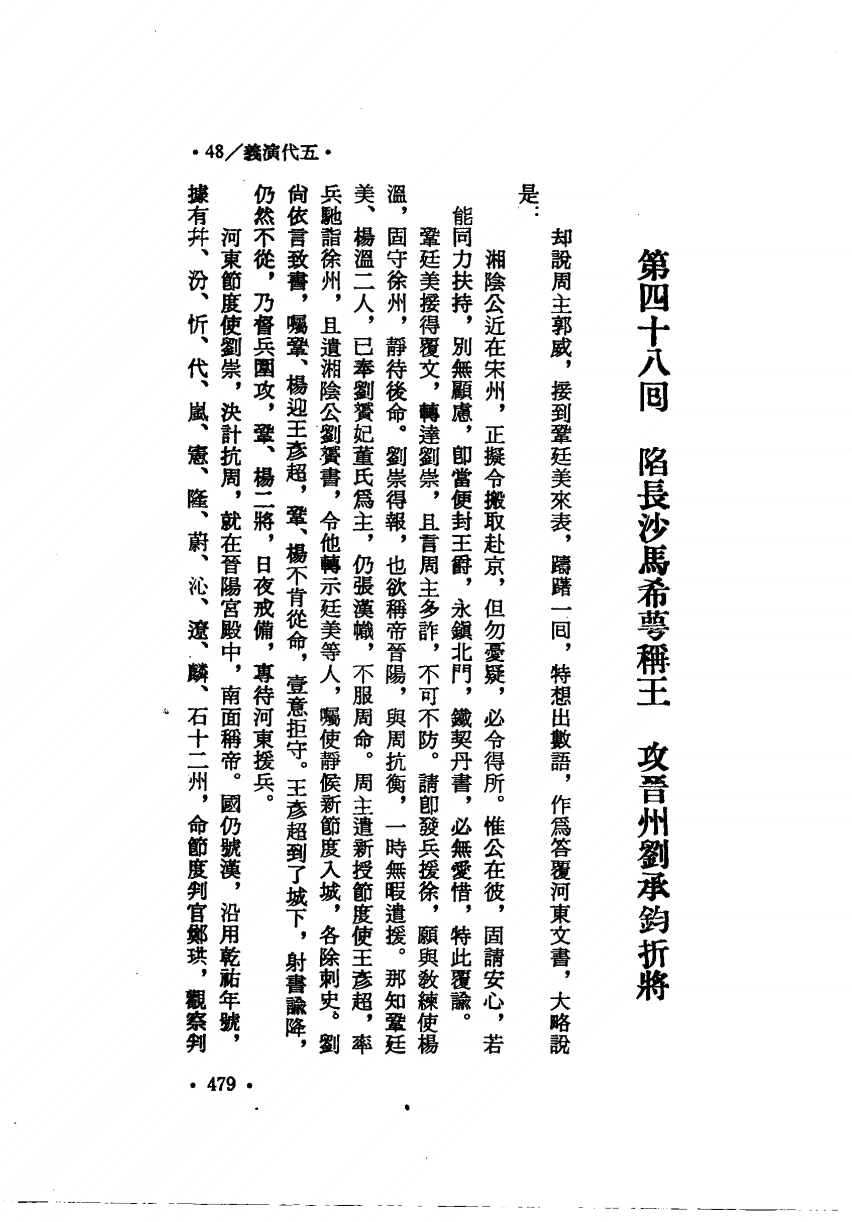 ·48/義演代五·
第四十八回　陷長沙馬希萼稱王　攻晉州劉承鈞折將
却說周主郭威，接到鞏廷美來表，躊躇一回，特想出數語，作爲答覆河東文書，大略說
是：
湘陰公近在宋州，正擬令搬取赴京，但勿憂疑，必令得所。惟公在彼，固請安心，若
能同力扶持，別無顧慮，卽當便封王爵，永鎮北門，鐵契丹書，必無愛惜，特此覆諭。
鞏廷美接得覆文，轉達劉崇，且言周主多詐，不可不防。請卽發兵援徐，願與教練使楊
溫，固守徐州，靜待後命。劉崇得報，也欲稱帝晉陽，與周抗衡，一時無暇遣援。那知鞏廷
美、楊溫二人，已奉劉贇妃董氏爲主，仍張漢幟，不服周命。周主遣新授節度使王彥超，率
兵馳詣徐州，且遣湘陰公劉贇書，令他轉示廷美等人，囑使靜候新節度入城，各除刺史。劉
尙依言致書，囑鞏、楊迎王彥超，鞏、楊不肯從命，壹意拒守。王彥超到了城下，射書諭降，
仍然不從，乃督兵圍攻，鞏、楊二將，日夜戒備，專待河東援兵。
河東節度使劉崇，決計抗周，就在晉陽宮殿中，南面稱帝。國仍號漢，沿用乾祐年號，
據有幷、汾、忻、代、嵐、憲、隆、蔚、沁、遼、麟、石十二州，命節度判官鄭珙，觀察判
·479·